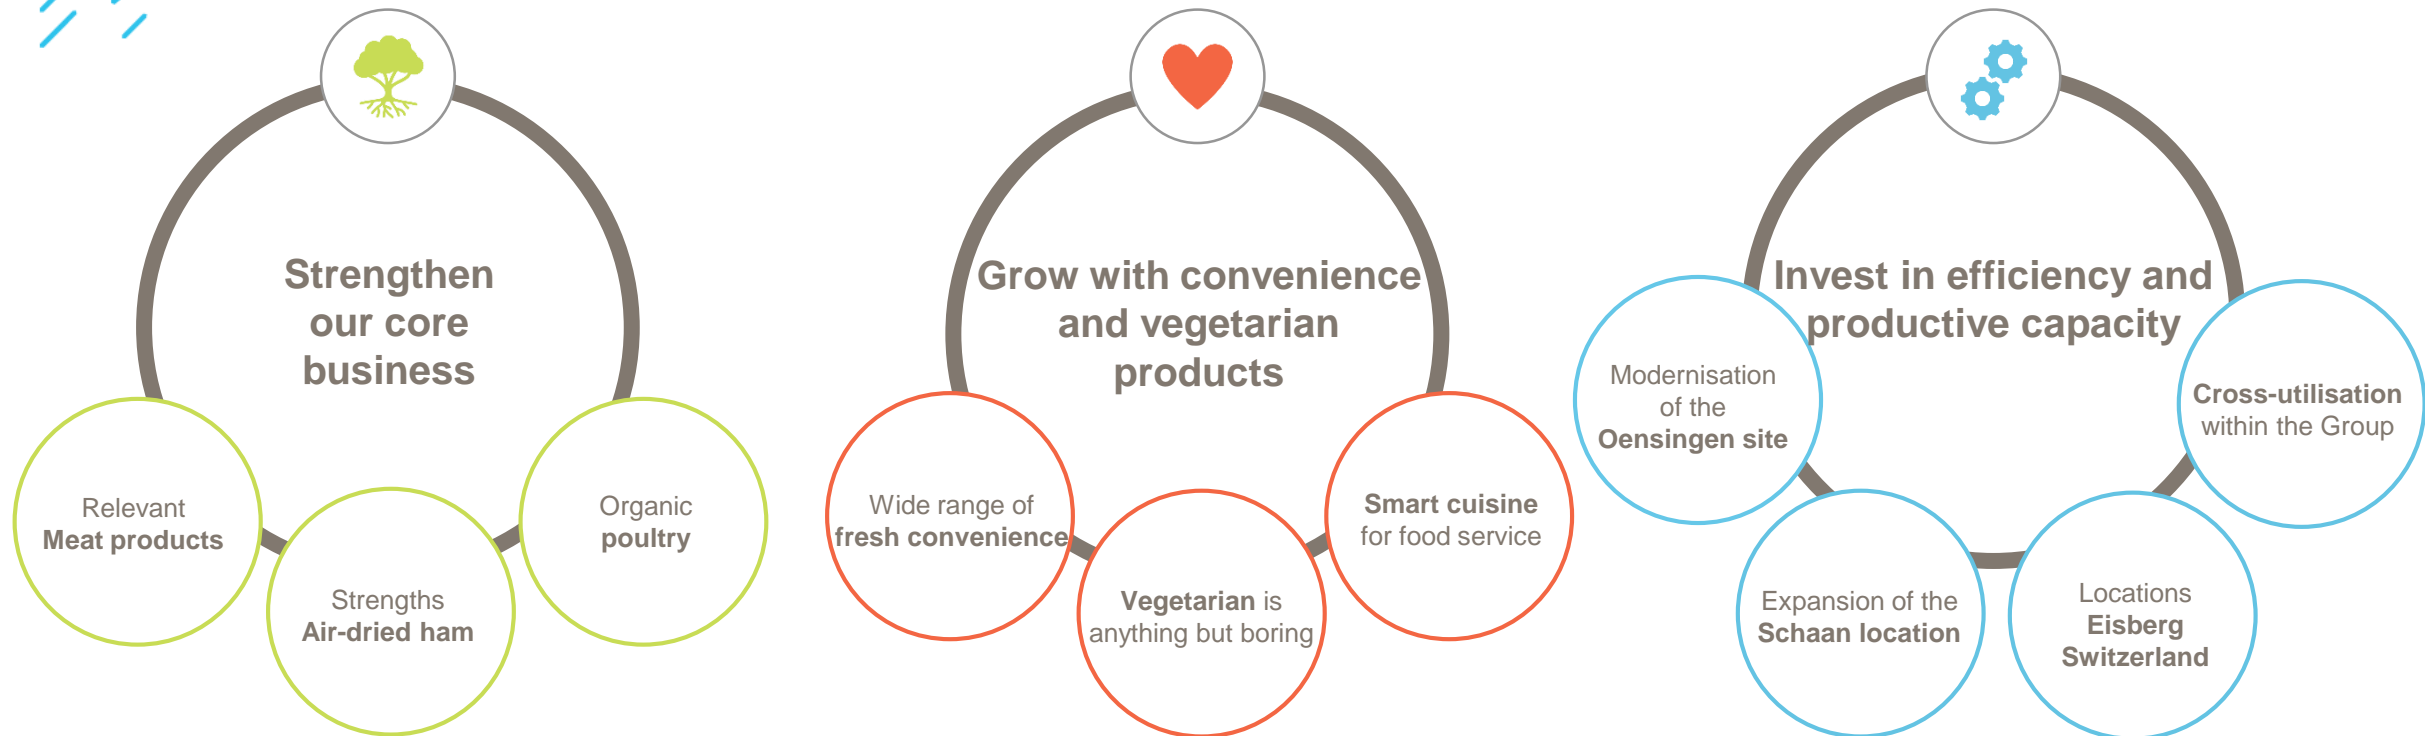 Strengthen
our core
business
Relevant
Meat products
Strengths
Air-dried ham
Organic
poultry
Grow with convenience
and vegetarian
products
Wide range of
fresh convenience
Vegetarian is
anything but boring
Smart cuisine
for food service
Invest in efficiency and
productive capacity
Modernisation
of the
Oensingen site
Expansion of the
Schaan location
Locations
Eisberg
Switzerland
Cross-utilisation
within the Group